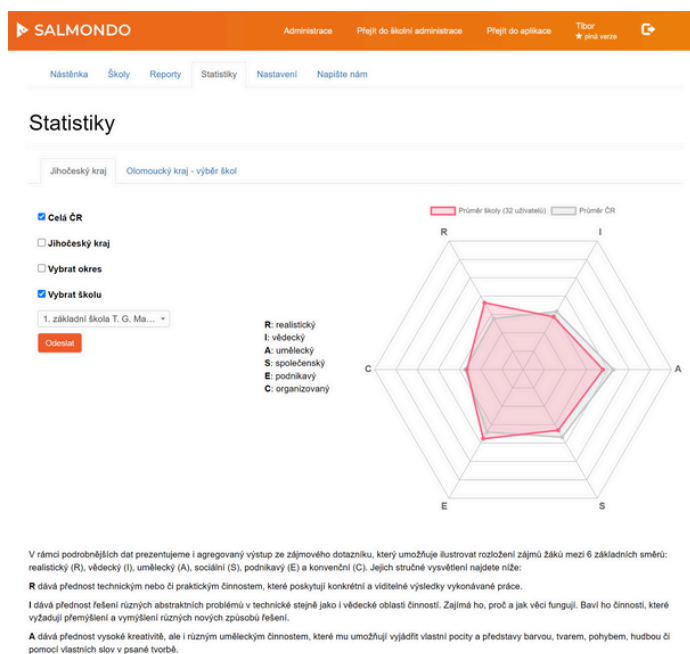 SALMONDO
Administrace
Přejít do školní administrace
Přejít do aplikace
Tibor
★ plná verze
Nástěnka
Školy
Reporty
Statistiky
Nastavení
Napište nám
Statistiky
Jihočeský kraj
Olomoucký kraj - výběr škol
Celá ČR
Jihočeský kraj
Vybrat okres
Vybrat školu
1. základní škola T. G. Ma...
Odeslat
R: realistický
I: vědecký
A: umělecký
S: společenský
E: podnikavý
C: organizovaný
Průměr školy (32 uživatelů)
Průměr ČR
R
I
C
A
E
S
V rámci podrobnějších dat prezentujeme i agregovaný výstup ze zájmového dotazníku, který umožňuje ilustrovat rozložení zájmů žáků mezi 6 základních směrů:
realistický (R), vědecký (I), umělecký (A), sociální (S), podnikavý (E) a konvenční (C). Jejich stručné vysvětlení najdete níže:
R dává přednost technickým nebo či praktickým činnostem, které poskytují konkrétní a viditelné výsledky vykonávané práce.
I dává přednost řešení různých abstraktních problémů v technické stejně jako i vědecké oblasti činností. Zajímá ho, proč a jak věci fungují. Baví ho činnosti, které
vyžadují přemýšlení a vymýšlení různých nových způsobů řešení.
A dává přednost vysoké kreativitě, ale i různým uměleckým činnostem, které mu umožňují vyjádřit vlastní pocity a představy barvou, tvarem, pohybem, hudbou či
pomocí vlastních slov v psané tvorbě.